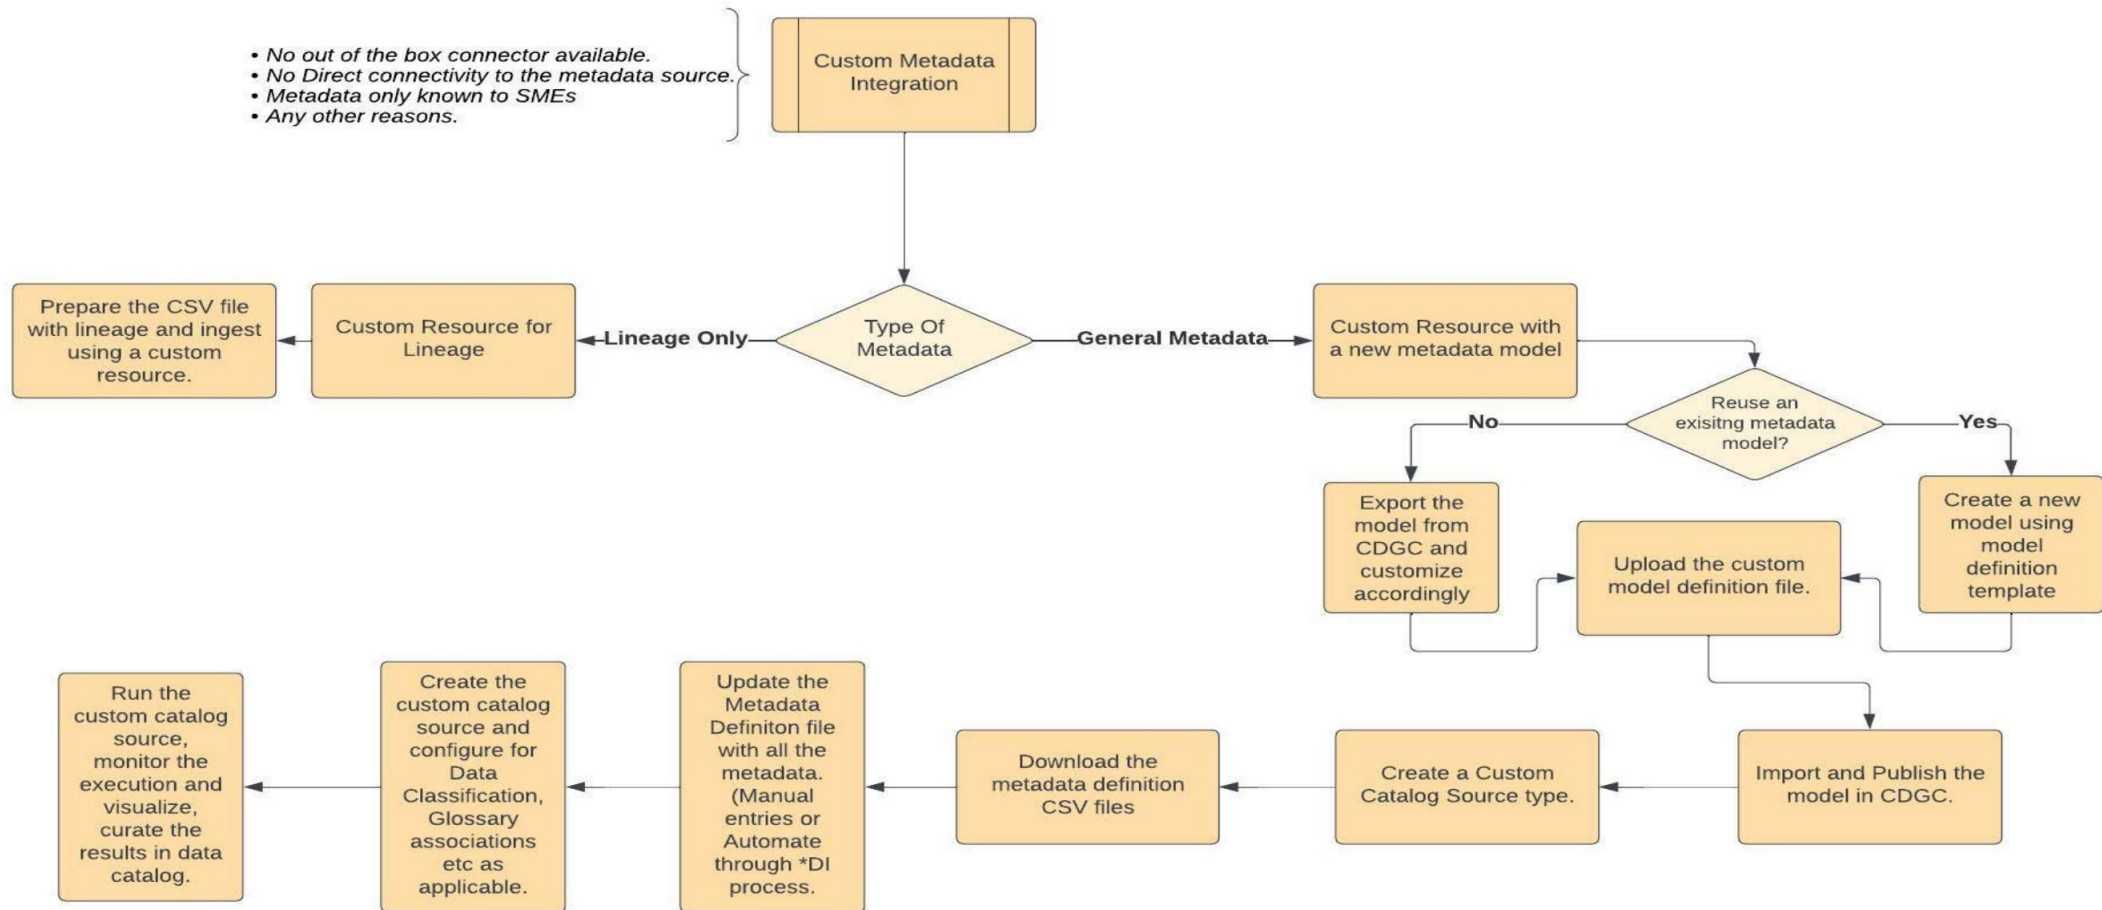 • No out of the box connector available.
• No Direct connectivity to the metadata source.
• Metadata only known to SMEs
• Any other reasons.
Custom Metadata
Integration
Prepare the CSV file
with lineage and ingest
using a custom
resource.
Custom Resource for
Lineage
Lineage Only
Type Of
Metadata
General Metadata
Custom Resource with
a new metadata model
Reuse an
exisitng metadata
model?
No
Yes
Export the
model from
CDGC and
customize
accordingly
Upload the custom
model definition file.
Create a new
model using
model
definition
template
Run the
custom catalog
source,
monitor the
execution and
visualize,
curate the
results in data
catalog.
Create the
custom catalog
source and
configure for
Data
Classification,
Glossary
associations
etc as
applicable.
Update the
Metadata
Definiton file
with all the
metadata.
(Manual
entries or
Automate
through *DI
process.
Download the
metadata definition
CSV files
Create a Custom
Catalog Source type.
Import and Publish the
model in CDGC.